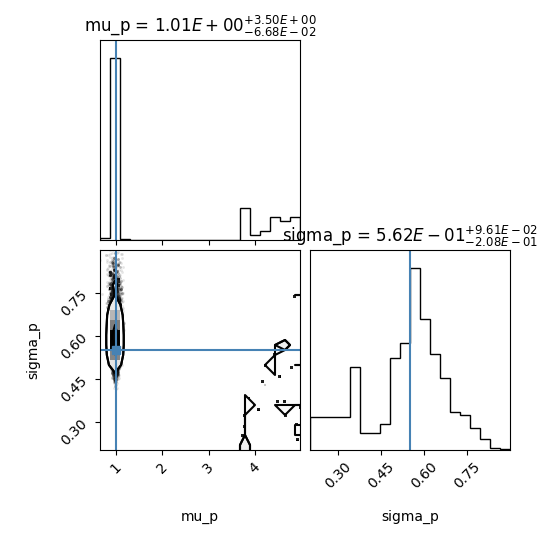 mu_p = 1.01E + 00+3.50E+00−6.68E−02
sigma_p = 5.62E − 01+9.61E−02−2.08E−01
sigma_p
0.75
0.60
0.45
0.30
1 2 3 4
0.30 0.45 0.60 0.75
mu_p
sigma_p